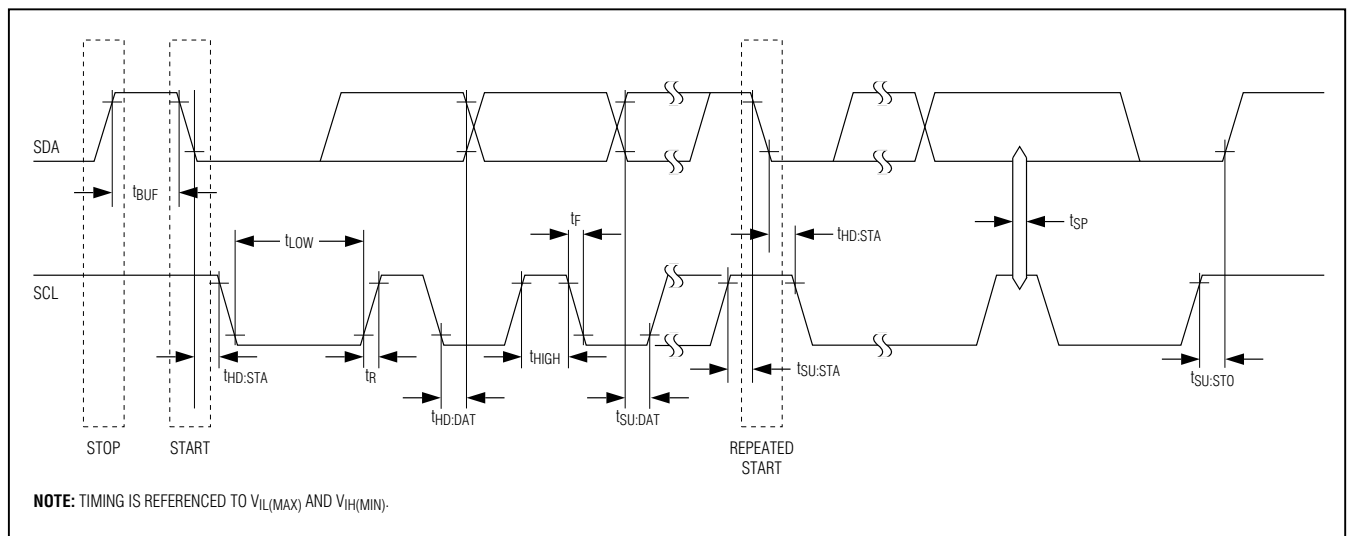 SDA
tBUF
tLOW
tF
tHD:STA
tSP
SCL
tHD:STA
tR
tHD:DAT
tHIGH
tSU:DAT
tSU:STA
tSU:STO
STOP
START
REPEATED
START
NOTE: TIMING IS REFERENCED TO VIL(MAX) AND VIH(MIN).